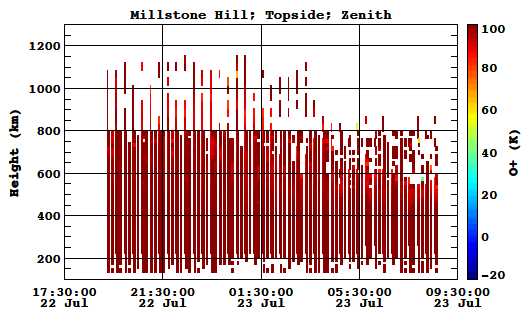 Millstone Hill; Topside; Zenith
1200
1000
800
600
400
200
Height (km)
17:30:00
22 Jul
21:30:00
22 Jul
01:30:00
23 Jul
05:30:00
23 Jul
09:30:00
23 Jul
100
80
60
40
20
0
-20
O+ (K)